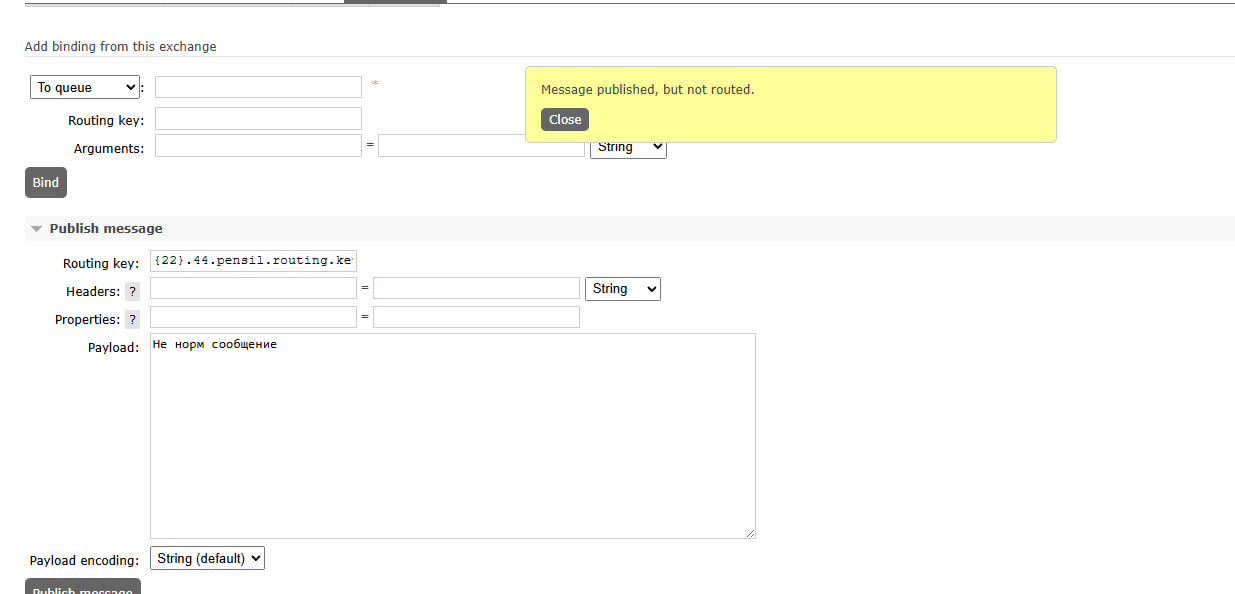 Add binding from this exchange
To queue : *
Message published, but not routed.
Close
Routing key:
Arguments: = String
Bind
Publish message
Routing key: {22}.44.pensil.routing.ke
Headers: ? = String
Properties: ? =
Payload: Не норм сообщение
Payload encoding: String (default)
Publish message